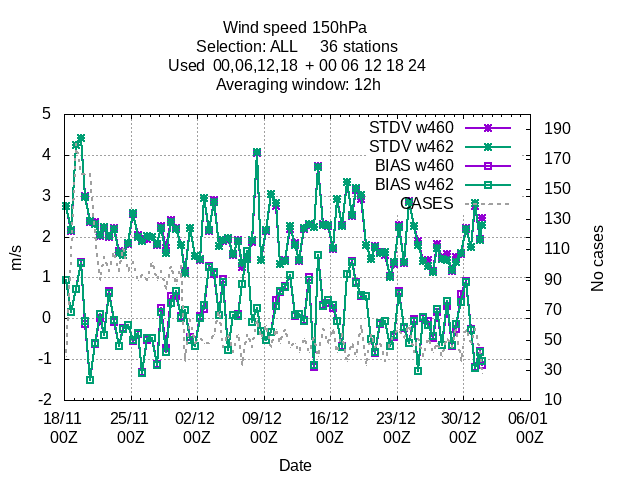 Wind speed 150hPa
Selection: ALL 36 stations
Used 00,06,12,18 + 00 06 12 18 24
Averaging window: 12h
5
4
3
2
1
0
-1
-2
m/s
STDV w460
STDV w462
BIAS w460
BIAS w462
CASES
190
170
150
130
110
90
70
50
30
10
No cases
18/11 25/11 02/12 09/12 16/12 23/12 30/12 06/01
00Z 00Z 00Z 00Z 00Z 00Z 00Z 00Z
Date